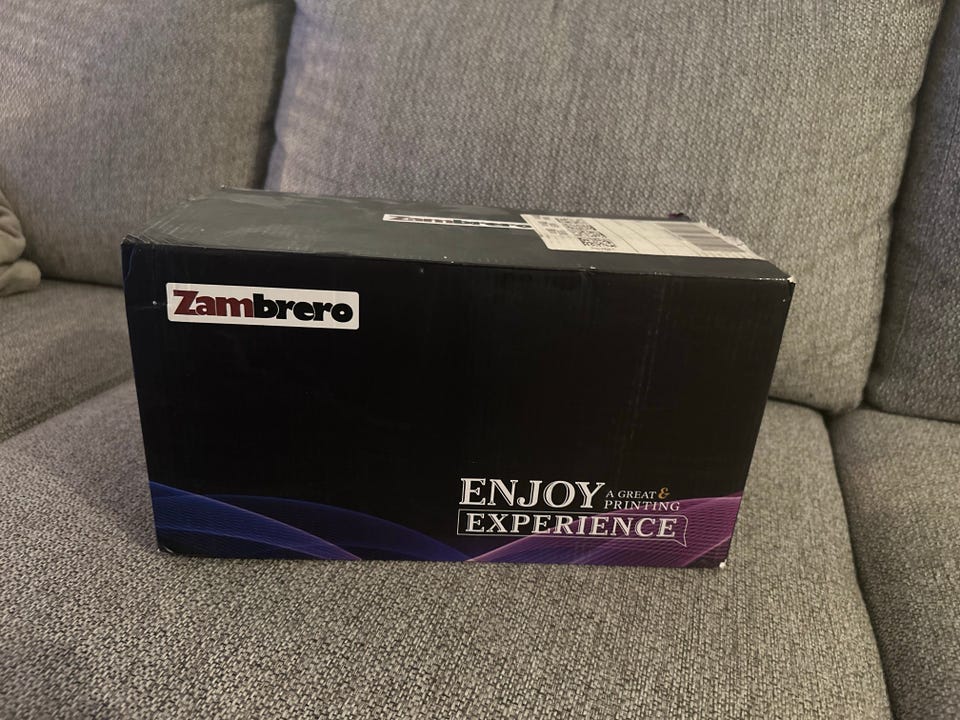 Zambrero
Zambrero
ENJOY A GREAT &
PRINTING
EXPERIENCE